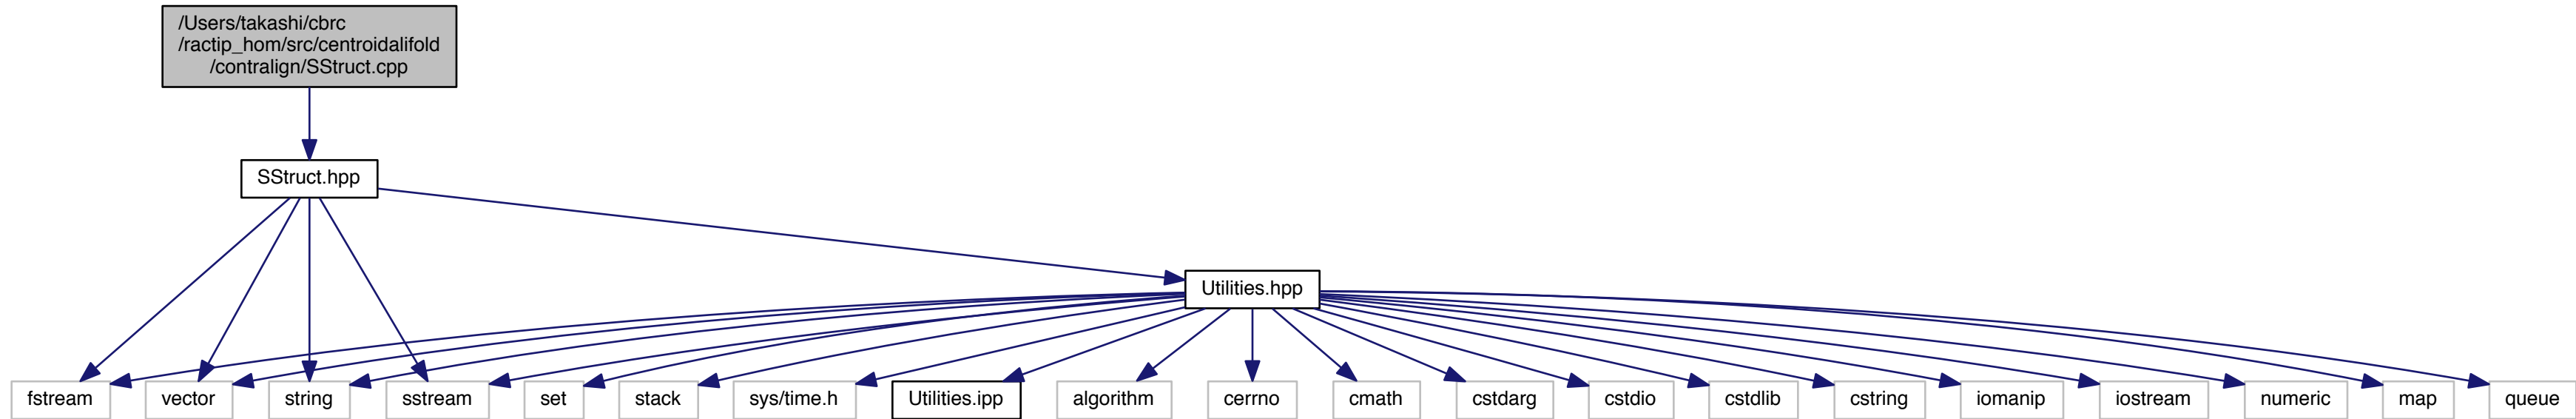 /Users/takashi/cbrc
/ractip_hom/src/centroidalifold
/contralign/SStruct.cpp
SStruct.hpp
Utilities.hpp
fstream
vector
string
sstream
set
stack
sys/time.h
Utilities.ipp
algorithm
cerrno
cmath
cstdarg
cstdio
cstdlib
cstring
iomanip
iostream
numeric
map
queue